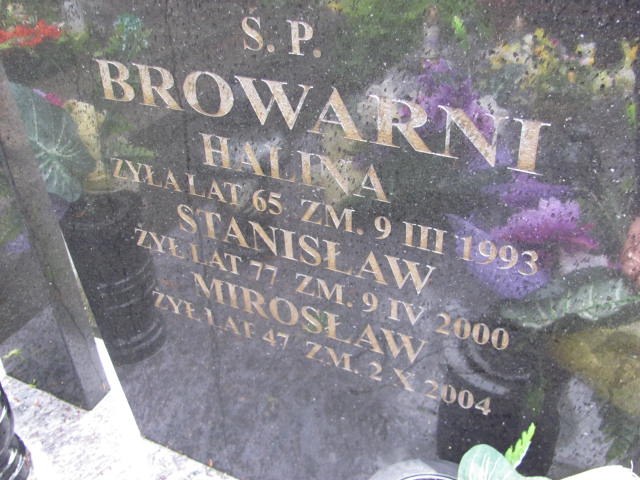 S. P.
BROWARNI
HALINA
ŻYŁA LAT 65 ZM. 9 III 1993
STANISŁAW
ŻYŁ LAT 77 ZM. 9 IV 2000
MIROSŁAW
ŻYŁ LAT 47 ZM. 2 X 2004